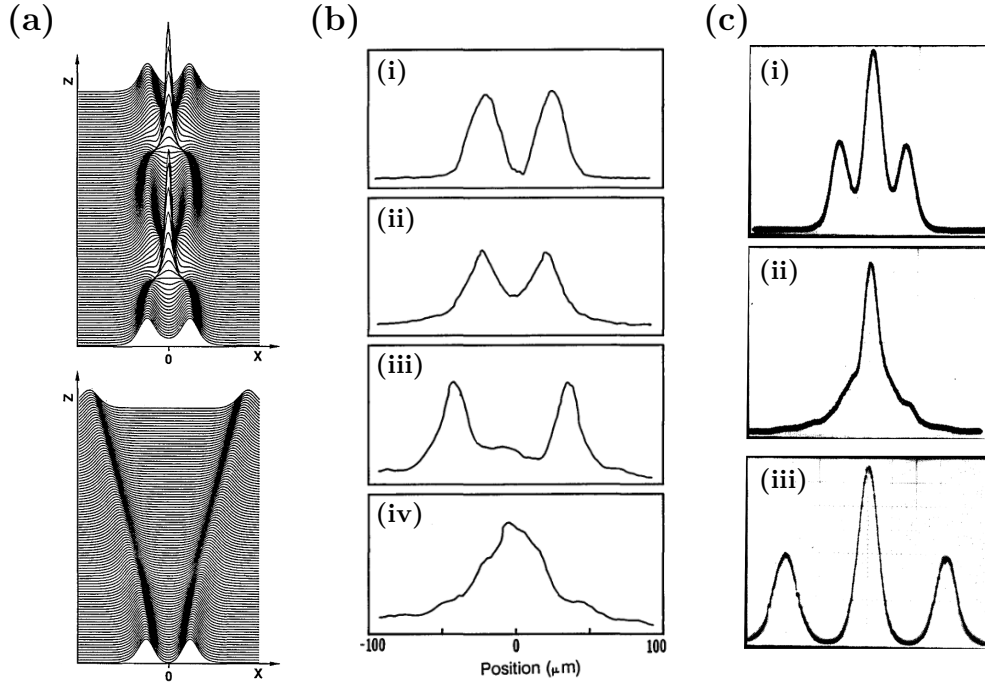 (a)
(b)
(c)
Z
0
X
Z
0
X
(i)
(ii)
(iii)
(iv)
-100
0
100
Position (μm)
(i)
(ii)
(iii)